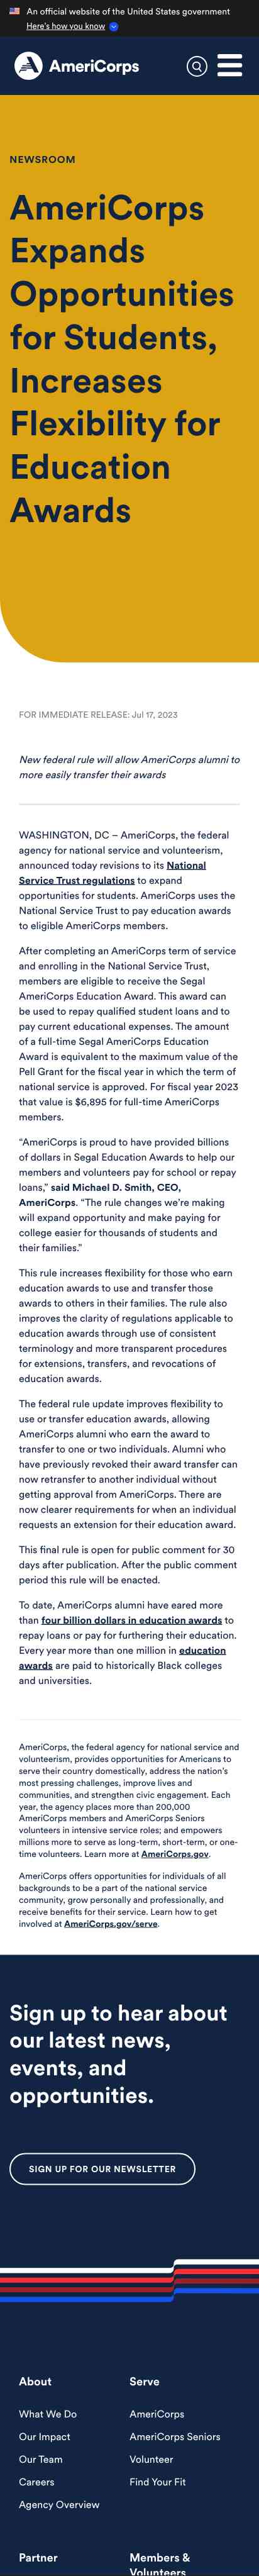 An official website of the United States government
Here's how you know
AmeriCorps
NEWSROOM
AmeriCorps
Expands
Opportunities
for Students,
Increases
Flexibility for
Education
Awards
FOR IMMEDIATE RELEASE: Jul 17, 2023
New federal rule will allow AmeriCorps alumni to
more easily transfer their awards
WASHINGTON, DC – AmeriCorps, the federal
agency for national service and volunteerism,
announced today revisions to its National
Service Trust regulations to expand
opportunities for students. AmeriCorps uses the
National Service Trust to pay education awards
to eligible AmeriCorps members.
After completing an AmeriCorps term of service
and enrolling in the National Service Trust,
members are eligible to receive the Segal
AmeriCorps Education Award. This award can
be used to repay qualified student loans and to
pay current educational expenses. The amount
of a full-time Segal AmeriCorps Education
Award is equivalent to the maximum value of the
Pell Grant for the fiscal year in which the term of
national service is approved. For fiscal year 2023
that value is $6,895 for full-time AmeriCorps
members.
“AmeriCorps is proud to have provided billions
of dollars in Segal Education Awards to help our
members and volunteers pay for school or repay
loans,” said Michael D. Smith, CEO,
AmeriCorps. “The rule changes we’re making
will expand opportunity and make paying for
college easier for thousands of students and
their families.”
This rule increases flexibility for those who earn
education awards to use and transfer those
awards to others in their families. The rule also
improves the clarity of regulations applicable to
education awards through use of consistent
terminology and more transparent procedures
for extensions, transfers, and revocations of
education awards.
The federal rule update improves flexibility to
use or transfer education awards, allowing
AmeriCorps alumni who earn the award to
transfer to one or two individuals. Alumni who
have previously revoked their award transfer can
now retransfer to another individual without
getting approval from AmeriCorps. There are
now clearer requirements for when an individual
requests an extension for their education award.
This final rule is open for public comment for 30
days after publication. After the public comment
period this rule will be enacted.
To date, AmeriCorps alumni have earned more
than four billion dollars in education awards to
repay loans or pay for furthering their education.
Every year more than one million in education
awards are paid to historically Black colleges
and universities.
AmeriCorps, the federal agency for national service and
volunteerism, provides opportunities for Americans to
serve their country domestically, address the nation’s
most pressing challenges, improve lives and
communities, and strengthen civic engagement. Each
year, the agency places more than 200,000
AmeriCorps members and AmeriCorps Seniors
volunteers in intensive service roles; and empowers
millions more to serve as long-term, short-term, or one-
time volunteers. Learn more at AmeriCorps.gov.
AmeriCorps offers opportunities for individuals of all
backgrounds to be a part of the national service
community, grow personally and professionally, and
receive benefits for their service. Learn how to get
involved at AmeriCorps.gov/serve.
Sign up to hear about
our latest news,
events, and
opportunities.
SIGN UP FOR OUR NEWSLETTER
About
What We Do
Our Impact
Our Team
Careers
Agency Overview
Serve
AmeriCorps
AmeriCorps Seniors
Volunteer
Find Your Fit
Partner
Members &
Volunteers